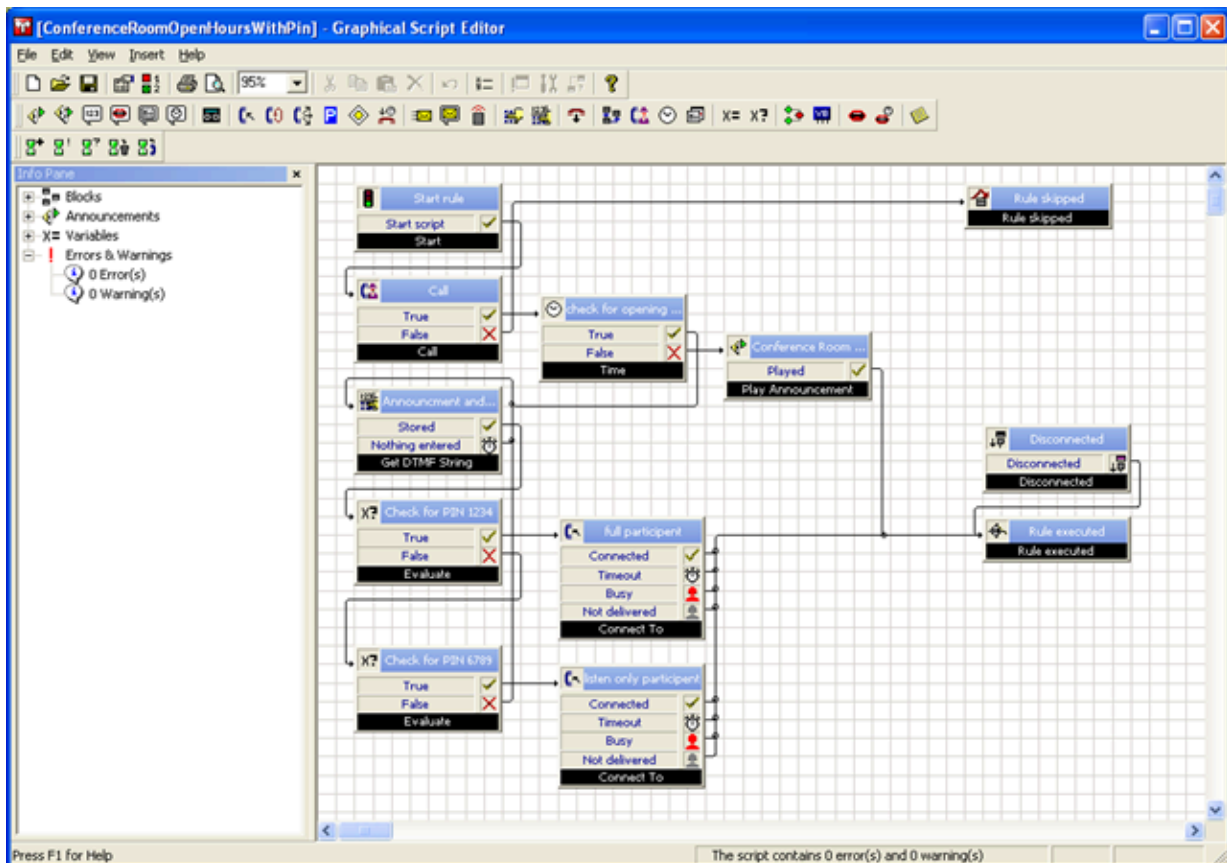 [ConferenceRoomOpenHoursWithPin] - Graphical Script Editor
File Edit View Insert Help
95%
X= X?
Info Pane
Blocks
Announcements
X= Variables
Errors & Warnings
0 Error(s)
0 Warning(s)
Start rule
Start script
Start
Rule skipped
Rule skipped
Call
True
False
Call
check for opening ...
True
False
Time
Conference Room ...
Played
Play Announcement
Announcment and...
Stored
Nothing entered
Get DTMF String
Disconnected
Disconnected
Disconnected
X? Check for PIN 1234
True
False
Evaluate
full participant
Connected
Timeout
Busy
Not delivered
Connect To
Rule executed
Rule executed
X? Check for PIN 6789
True
False
Evaluate
listen only participant
Connected
Timeout
Busy
Not delivered
Connect To
Press F1 for Help
The script contains 0 error(s) and 0 warning(s)